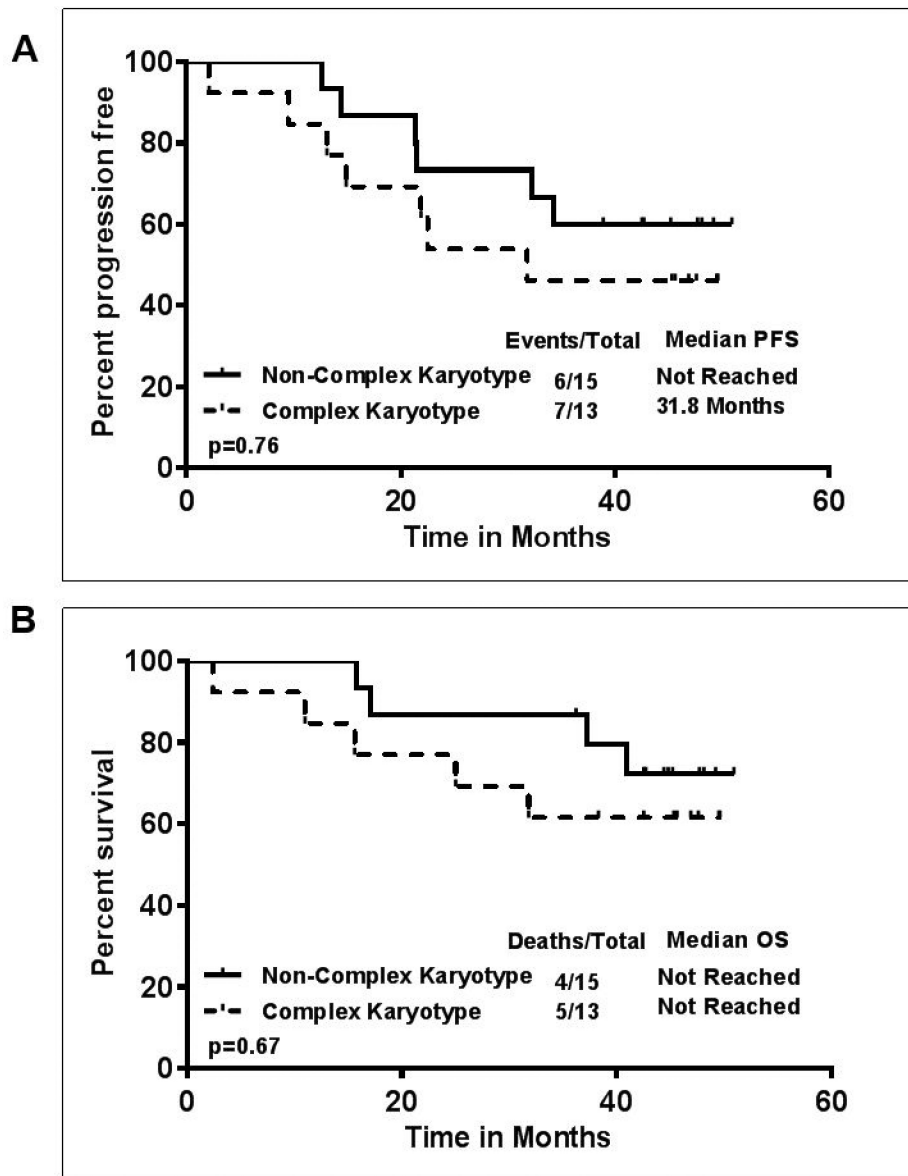 A
Percent progression free
100
80
60
40
20
0
Events/Total Median PFS
Non-Complex Karyotype 6/15 Not Reached
Complex Karyotype 7/13 31.8 Months
p=0.76
0 20 40 60
Time in Months
B
Percent survival
100
80
60
40
20
0
Deaths/Total Median OS
Non-Complex Karyotype 4/15 Not Reached
Complex Karyotype 5/13 Not Reached
p=0.67
0 20 40 60
Time in Months